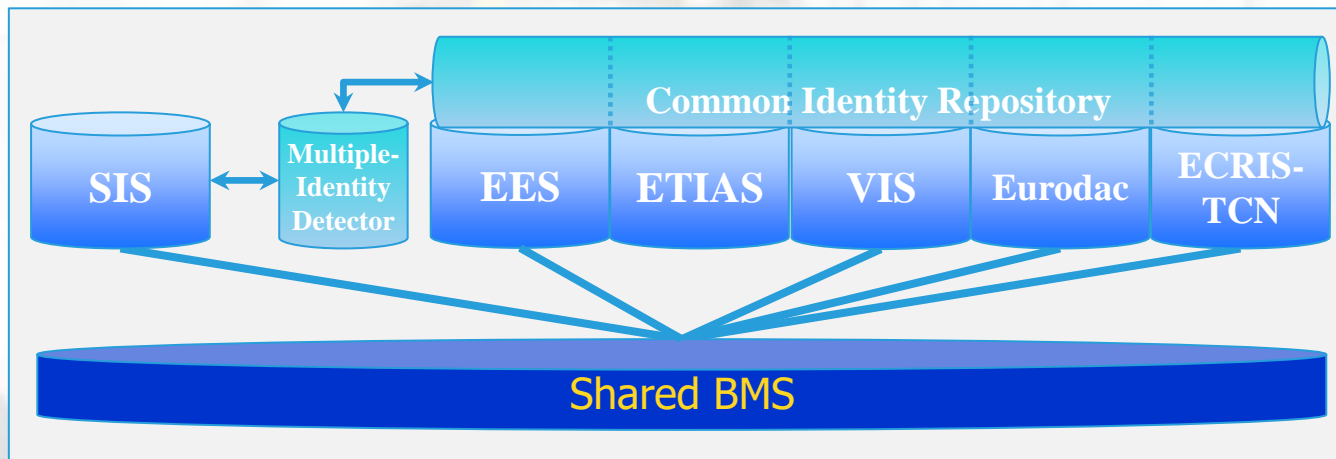 Common Identity Repository
SIS
Multiple-
Identity
Detector
EES
ETIAS
VIS
Eurodac
ECRIS-
TCN
Shared BMS